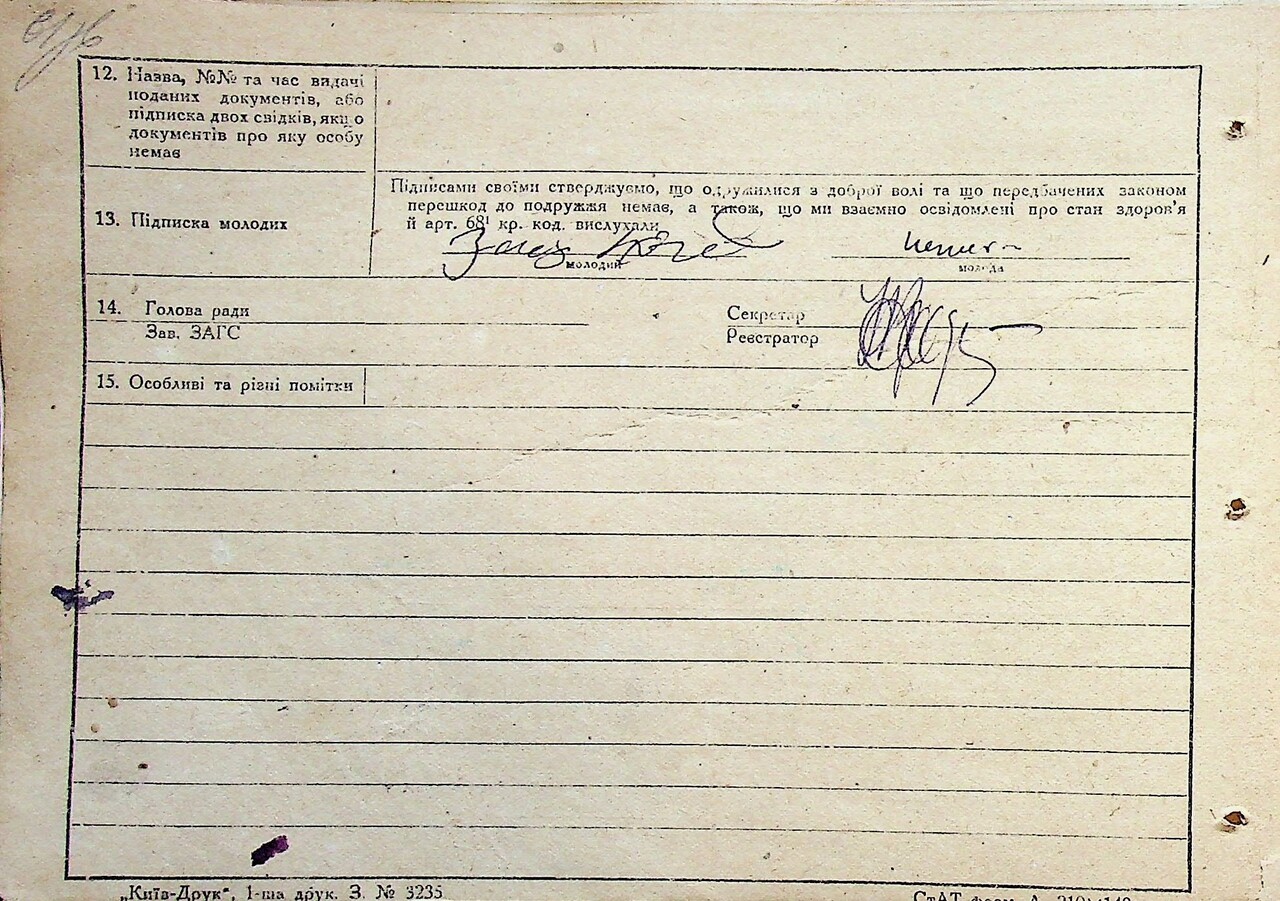 12. Назва, №№ та час видачі
поданих документів, або
підписка двох свідків, якщо
документів про яку особу
немає
13. Підписка молодих
Підписами своїми стверджуємо, що одружилися з доброї волі та що передбачених законом
перешкод до подружжя немає, а також, що ми взаємно освідомлені про стан здоров'я
й арт. 68¹ кр. код. вислухали
молодий
молода
14. Голова ради
Зав. ЗАГС
Секретар
Реєстратор
15. Особливі та різні помітки
„Київ-Друк", 1-ша друк. З. № 3235